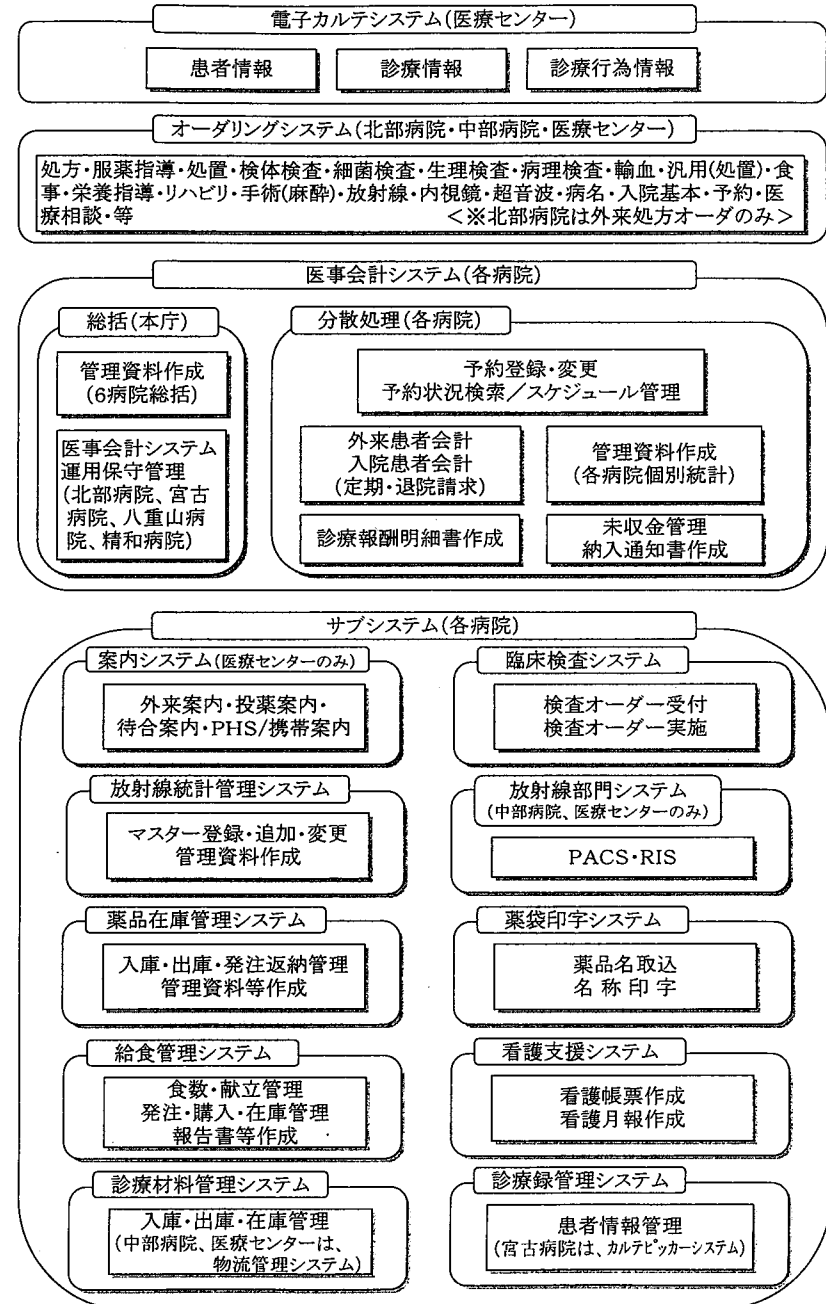 電子カルテシステム(医療センター)
患者情報
診療情報
診療行為情報
オーダリングシステム(北部病院・中部病院・医療センター)
処方・服薬指導・処置・検体検査・細菌検査・生理検査・病理検査・輸血・汎用(処置)・食
事・栄養指導・リハビリ・手術(麻酔)・放射線・内視鏡・超音波・病名・入院基本・予約・医
療相談・等 <※北部病院は外来処方オーダのみ>
医事会計システム(各病院)
総括(本庁)
管理資料作成
(6病院総括)
医事会計システム
運用保守管理
(北部病院、宮古
病院、八重山病
院、精和病院)
分散処理(各病院)
予約登録・変更
予約状況検索/スケジュール管理
外来患者会計
入院患者会計
(定期・退院請求)
管理資料作成
(各病院個別統計)
診療報酬明細書作成
未収金管理
納入通知書作成
サブシステム(各病院)
案内システム(医療センターのみ)
外来案内・投薬案内・
待合案内・PHS/携帯案内
臨床検査システム
検査オーダー受付
検査オーダー実施
放射線統計管理システム
マスター登録・追加・変更
管理資料作成
放射線部門システム
(中部病院、医療センターのみ)
PACS・RIS
薬品在庫管理システム
入庫・出庫・発注返納管理
管理資料等作成
薬袋印字システム
薬品名取込
名称印字
給食管理システム
食数・献立管理
発注・購入・在庫管理
報告書等作成
看護支援システム
看護帳票作成
看護月報作成
診療材料管理システム
入庫・出庫・在庫管理
(中部病院、医療センターは、
物流管理システム)
診療録管理システム
患者情報管理
(宮古病院は、カルテピッカーシステム)